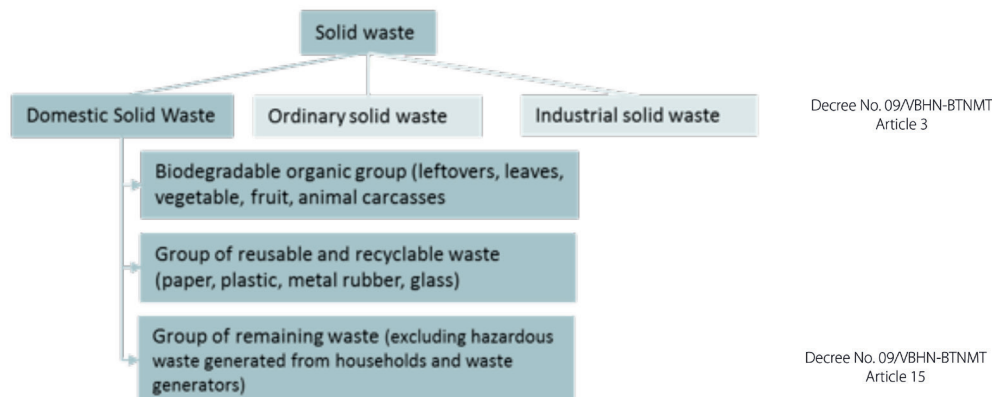 Solid waste
Domestic Solid Waste
Ordinary solid waste
Industrial solid waste
Decree No. 09/VBHN-BTNMT
Article 3
Biodegradable organic group (leftovers, leaves,
vegetable, fruit, animal carcasses
Group of reusable and recyclable waste
(paper, plastic, metal rubber, glass)
Group of remaining waste (excluding hazardous
waste generated from households and waste
generators)
Decree No. 09/VBHN-BTNMT
Article 15